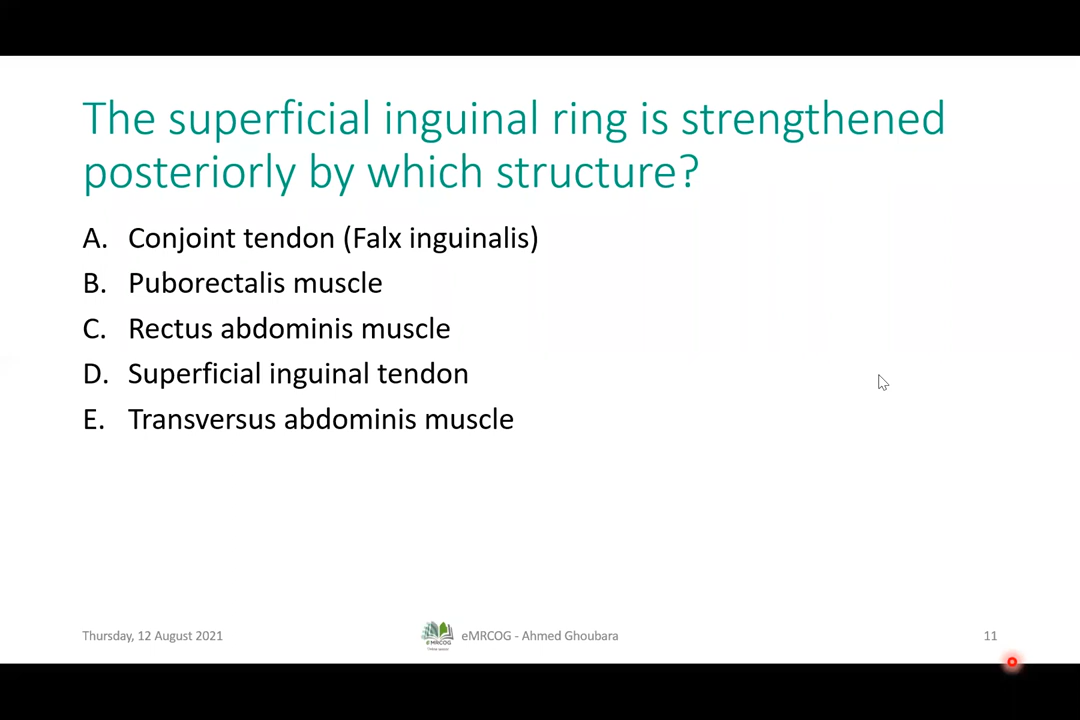 The superficial inguinal ring is strengthened
posteriorly by which structure?
A. Conjoint tendon (Falx inguinalis)
B. Puborectalis muscle
C. Rectus abdominis muscle
D. Superficial inguinal tendon
E. Transversus abdominis muscle
Thursday, 12 August 2021
eMRCOG
eMRCOG - Ahmed Ghoubara
11